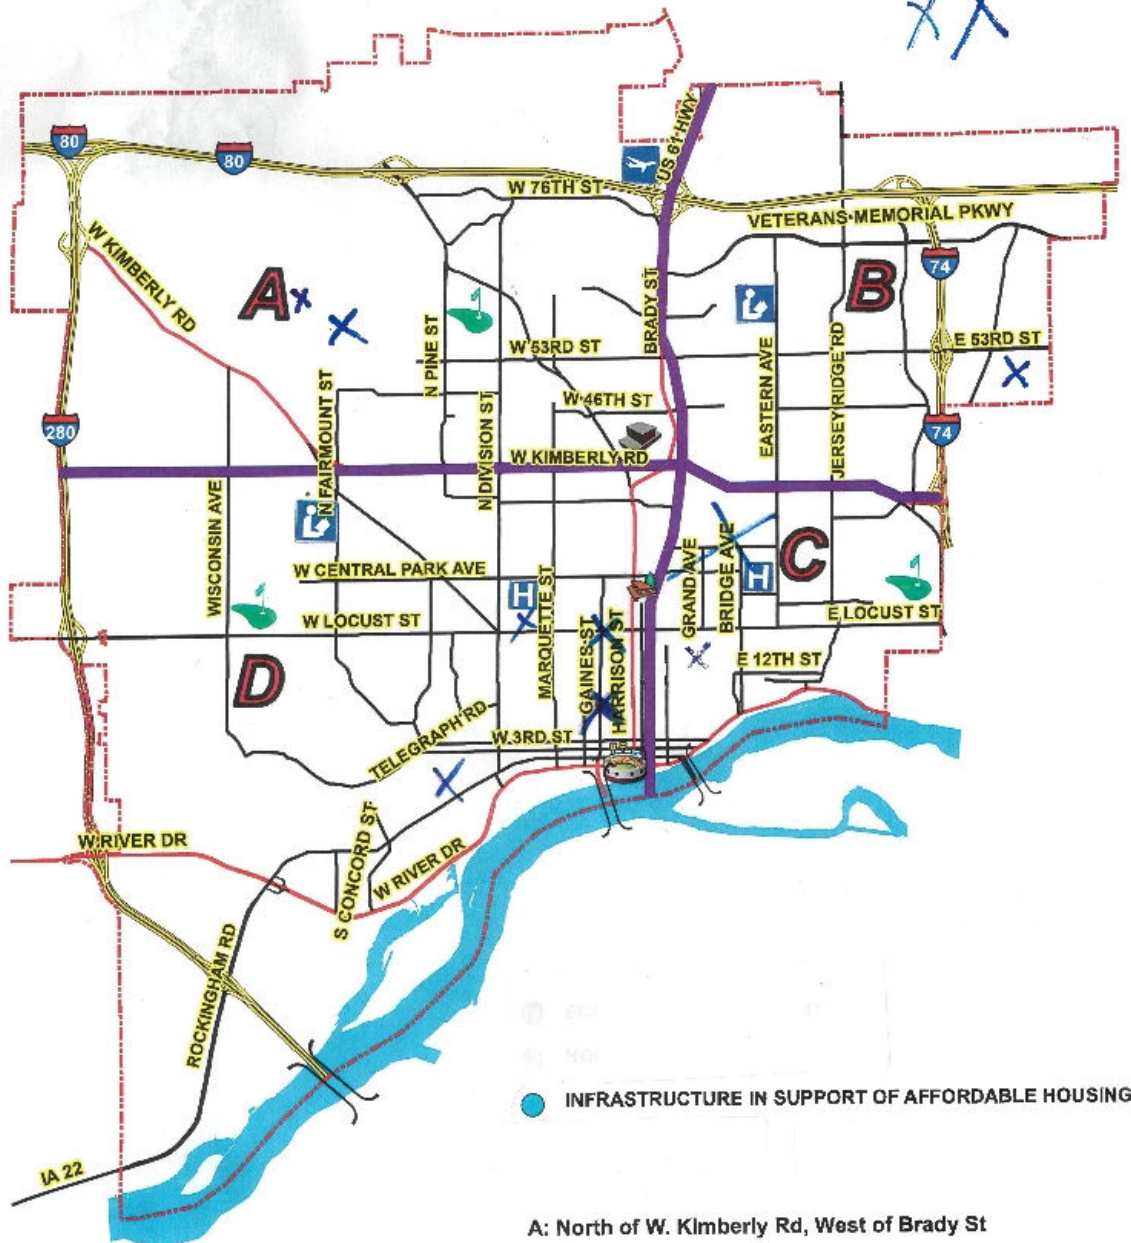 80
80
US 61 HWY
W 76TH ST
VETERANS MEMORIAL PKWY
W KIMBERLY RD
A
74
B
BRADY ST
N PINE ST
W 53RD ST
E 53RD ST
EASTERN AVE
JERSEY RIDGE RD
N FAIRMOUNT ST
N DIVISION ST
W 46TH ST
280
74
W KIMBERLY RD
WISCONSIN AVE
C
GRAND AVE
BRIDGE AVE
W CENTRAL PARK AVE
H
H
MARQUETTE ST
W LOCUST ST
E LOCUST ST
GAINES ST
HARRISON ST
E 12TH ST
D
TELEGRAPH RD
W 3RD ST
W RIVER DR
S CONCORD ST
W RIVER DR
ROCKINGHAM RD
IA 22
INFRASTRUCTURE IN SUPPORT OF AFFORDABLE HOUSING
A: North of W. Kimberly Rd, West of Brady St